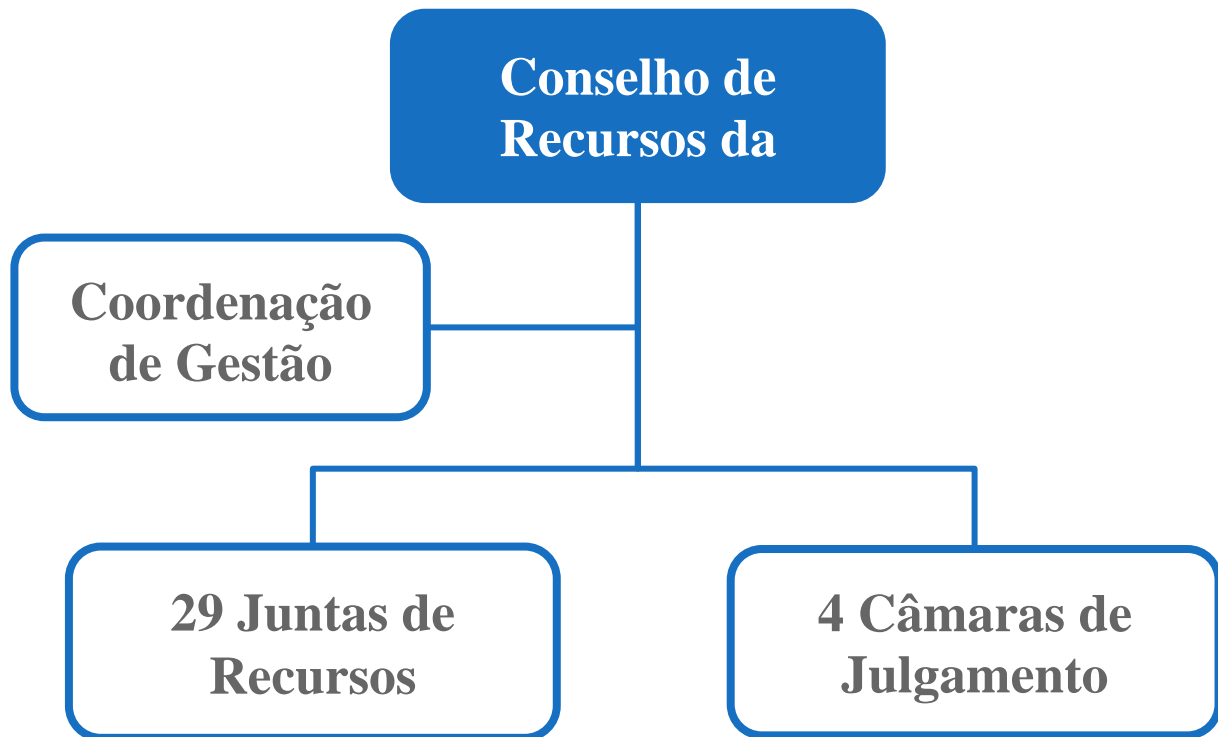 Conselho de
Recursos da
Coordenação
de Gestão
29 Juntas de
Recursos
4 Câmaras de
Julgamento